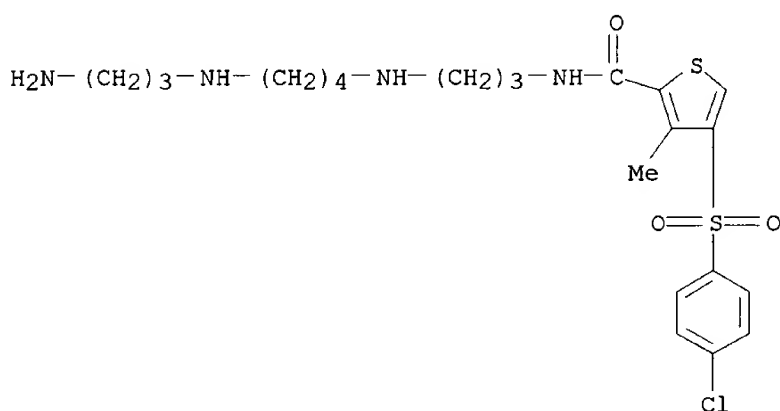 O
H2N—(CH2)3—NH—(CH2)4—NH—(CH2)3—NH—C
S
Me
O=S=O
Cl